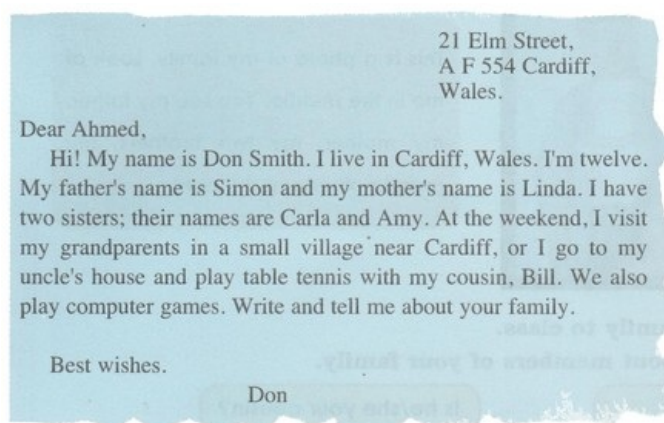 21 Elm Street,
A F 554 Cardiff,
Wales.
Dear Ahmed,
Hi! My name is Don Smith. I live in Cardiff, Wales. I'm twelve.
My father's name is Simon and my mother's name is Linda. I have
two sisters; their names are Carla and Amy. At the weekend, I visit
my grandparents in a small village near Cardiff, or I go to my
uncle's house and play table tennis with my cousin, Bill. We also
play computer games. Write and tell me about your family.
Best wishes.
Don